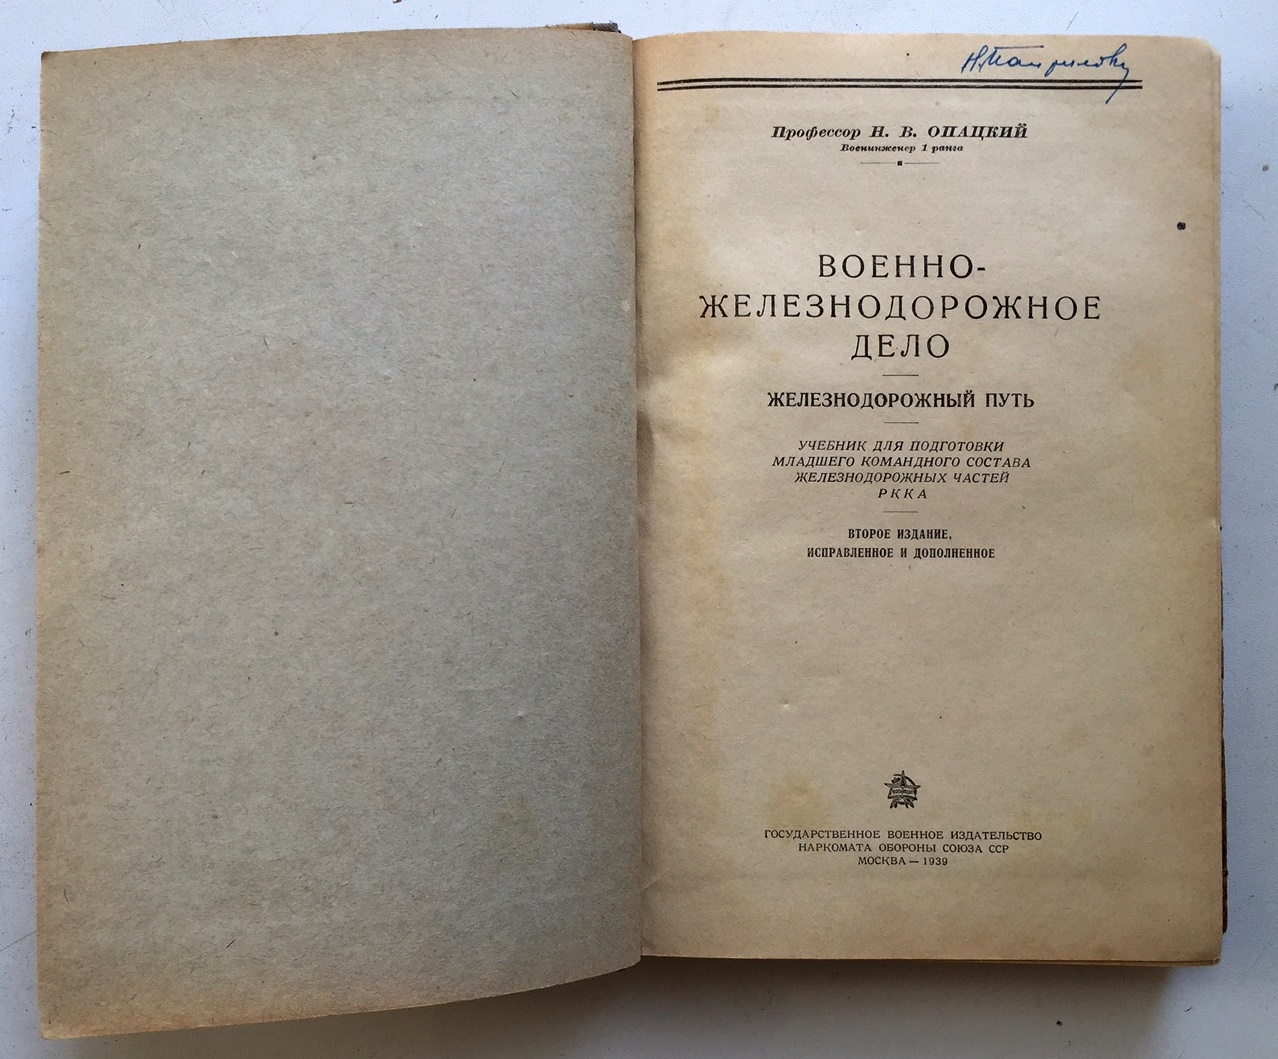 Профессор Н. В. ОПАЦКИЙ
Военинженер 1 ранга
ВОЕННО-
ЖЕЛЕЗНОДОРОЖНОЕ
ДЕЛО
ЖЕЛЕЗНОДОРОЖНЫЙ ПУТЬ
УЧЕБНИК ДЛЯ ПОДГОТОВКИ
МЛАДШЕГО КОМАНДНОГО СОСТАВА
ЖЕЛЕЗНОДОРОЖНЫХ ЧАСТЕЙ
РККА
ВТОРОЕ ИЗДАНИЕ,
ИСПРАВЛЕННОЕ И ДОПОЛНЕННОЕ
ГОСУДАРСТВЕННОЕ ВОЕННОЕ ИЗДАТЕЛЬСТВО
НАРКОМАТА ОБОРОНЫ СОЮЗА ССР
МОСКВА — 1939